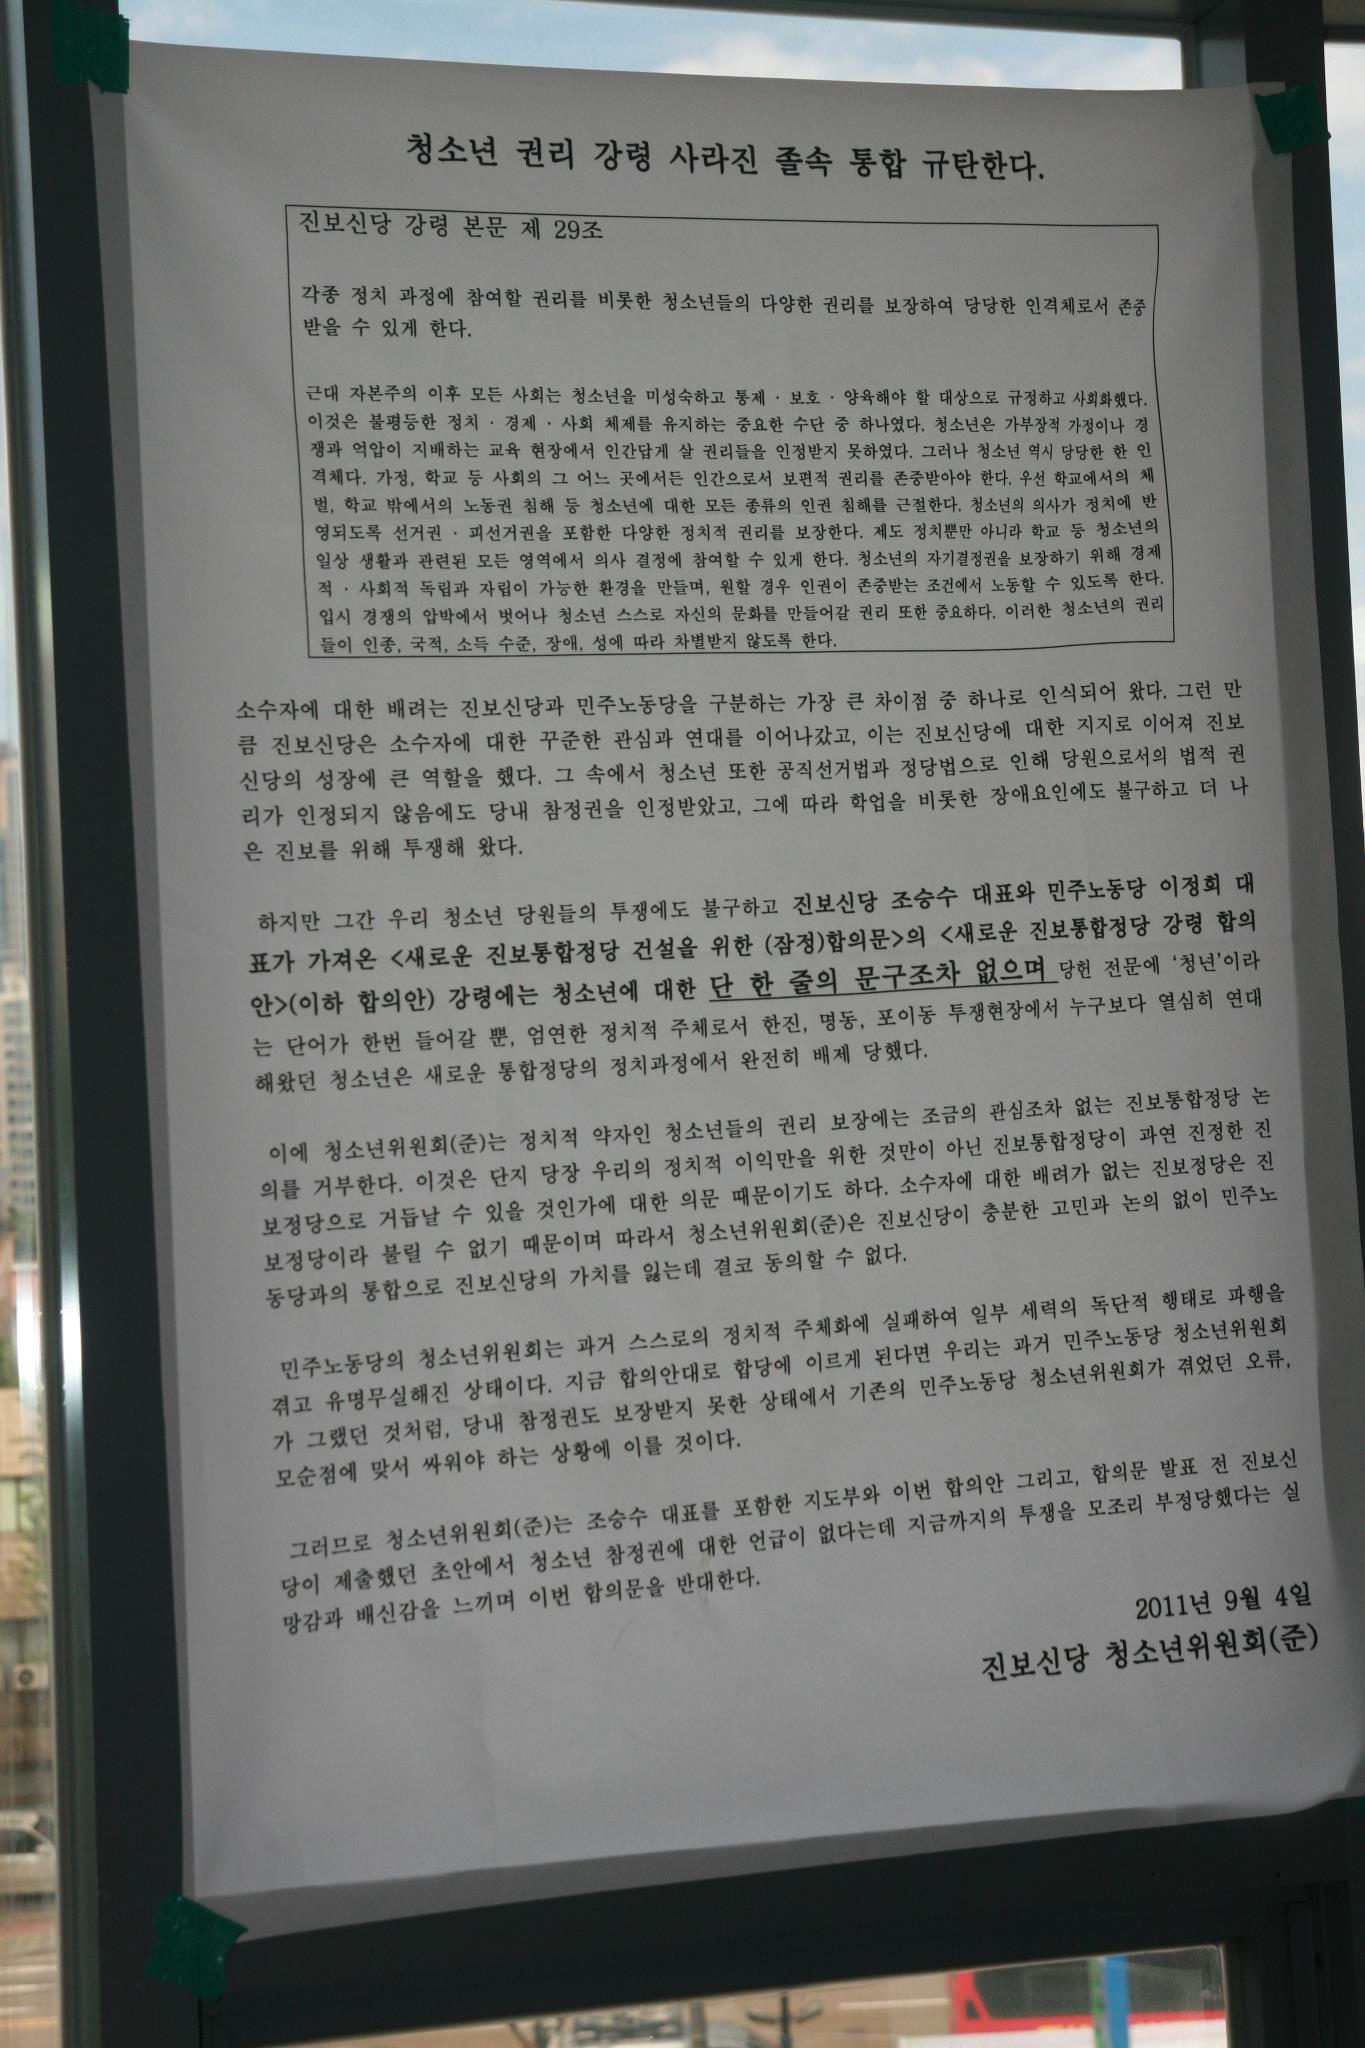 청소년 권리 강령 사라진 졸속 통합 규탄한다.
진보신당 강령 본문 제 29조
각종 정치 과정에 참여할 권리를 비롯한 청소년들의 다양한 권리를 보장하여 당당한 인격체로서 존중
받을 수 있게 한다.
근대 자본주의 이후 모든 사회는 청소년을 미성숙하고 통제 · 보호 · 양육해야 할 대상으로 규정하고 사회화했다.
이것은 불평등한 정치 · 경제 · 사회 체제를 유지하는 중요한 수단 중 하나였다. 청소년은 가부장적 가정이나 경
쟁과 억압이 지배하는 교육 현장에서 인간답게 살 권리들을 인정받지 못하였다. 그러나 청소년 역시 당당한 한 인
격체다. 가정, 학교 등 사회의 그 어느 곳에서든 인간으로서 보편적 권리를 존중받아야 한다. 우선 학교에서의 체
벌, 학교 밖에서의 노동권 침해 등 청소년에 대한 모든 종류의 인권 침해를 근절한다. 청소년의 의사가 정치에 반
영되도록 선거권 · 피선거권을 포함한 다양한 정치적 권리를 보장한다. 제도 정치뿐만 아니라 학교 등 청소년의
일상 생활과 관련된 모든 영역에서 의사 결정에 참여할 수 있게 한다. 청소년의 자기결정권을 보장하기 위해 경제
적 · 사회적 독립과 자립이 가능한 환경을 만들며, 원할 경우 인권이 존중받는 조건에서 노동할 수 있도록 한다.
입시 경쟁의 압박에서 벗어나 청소년 스스로 자신의 문화를 만들어갈 권리 또한 중요하다. 이러한 청소년의 권리
들이 인종, 국적, 소득 수준, 장애, 성에 따라 차별받지 않도록 한다.
소수자에 대한 배려는 진보신당과 민주노동당을 구분하는 가장 큰 차이점 중 하나로 인식되어 왔다. 그런 만
큼 진보신당은 소수자에 대한 꾸준한 관심과 연대를 이어나갔고, 이는 진보신당에 대한 지지로 이어져 진보
신당의 성장에 큰 역할을 했다. 그 속에서 청소년 또한 공직선거법과 정당법으로 인해 당원으로서의 법적 권
리가 인정되지 않음에도 당내 참정권을 인정받았고, 그에 따라 학업을 비롯한 장애요인에도 불구하고 더 나
은 진보를 위해 투쟁해 왔다.
하지만 그간 우리 청소년 당원들의 투쟁에도 불구하고 진보신당 조승수 대표와 민주노동당 이정희 대
표가 가져온 <새로운 진보통합정당 건설을 위한 (잠정)합의문>의 <새로운 진보통합정당 강령 합의
안>(이하 합의안) 강령에는 청소년에 대한 단 한 줄의 문구조차 없으며 당헌 전문에 '청년'이라
는 단어가 한번 들어갈 뿐, 엄연한 정치적 주체로서 한진, 명동, 포이동 투쟁현장에서 누구보다 열심히 연대
해왔던 청소년은 새로운 통합정당의 정치과정에서 완전히 배제 당했다.
이에 청소년위원회(준)는 정치적 약자인 청소년들의 권리 보장에는 조금의 관심조차 없는 진보통합정당 논
의를 거부한다. 이것은 단지 당장 우리의 정치적 이익만을 위한 것만이 아닌 진보통합정당이 과연 진정한 진
보정당으로 거듭날 수 있을 것인가에 대한 의문 때문이기도 하다. 소수자에 대한 배려가 없는 진보정당은 진
보정당이라 불릴 수 없기 때문이며 따라서 청소년위원회(준)은 진보신당이 충분한 고민과 논의 없이 민주노
동당과의 통합으로 진보신당의 가치를 잃는데 결코 동의할 수 없다.
민주노동당의 청소년위원회는 과거 스스로의 정치적 주체화에 실패하여 일부 세력의 독단적 행태로 파행을
겪고 유명무실해진 상태이다. 지금 합의안대로 합당에 이르게 된다면 우리는 과거 민주노동당 청소년위원회
가 그랬던 것처럼, 당내 참정권도 보장받지 못한 상태에서 기존의 민주노동당 청소년위원회가 겪었던 오류,
모순점에 맞서 싸워야 하는 상황에 이를 것이다.
그러므로 청소년위원회(준)는 조승수 대표를 포함한 지도부와 이번 합의안 그리고, 합의문 발표 전 진보신
당이 제출했던 초안에서 청소년 참정권에 대한 언급이 없다는데 지금까지의 투쟁을 모조리 부정당했다는 실
망감과 배신감을 느끼며 이번 합의문을 반대한다.
2011년 9월 4일
진보신당 청소년위원회(준)